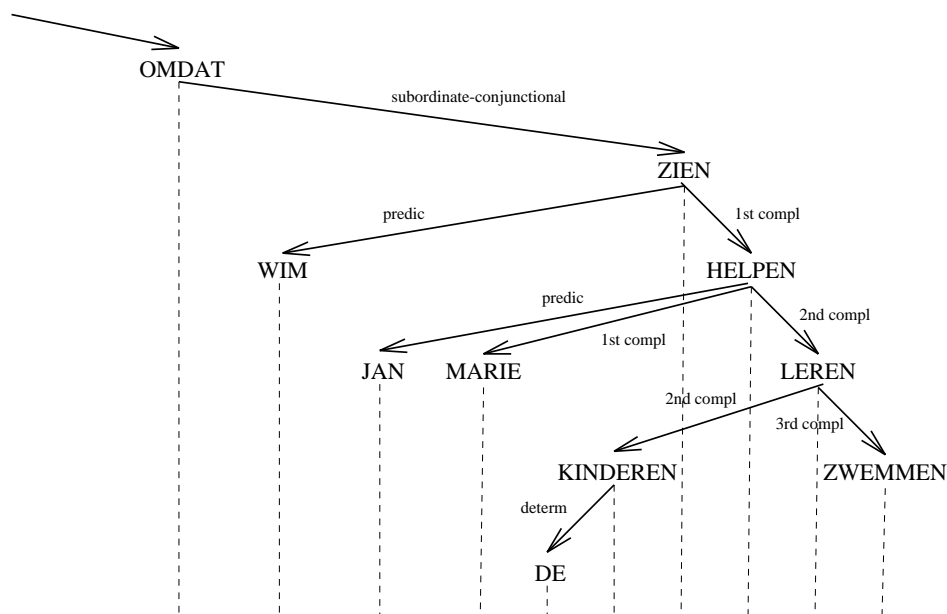 OMDAT
subordinate-conjunctional
ZIEN
predic
1st compl
WIM
HELPEN
predic
1st compl
2nd compl
JAN
MARIE
LEREN
2nd compl
3rd compl
KINDEREN
ZWEMMEN
determ
DE